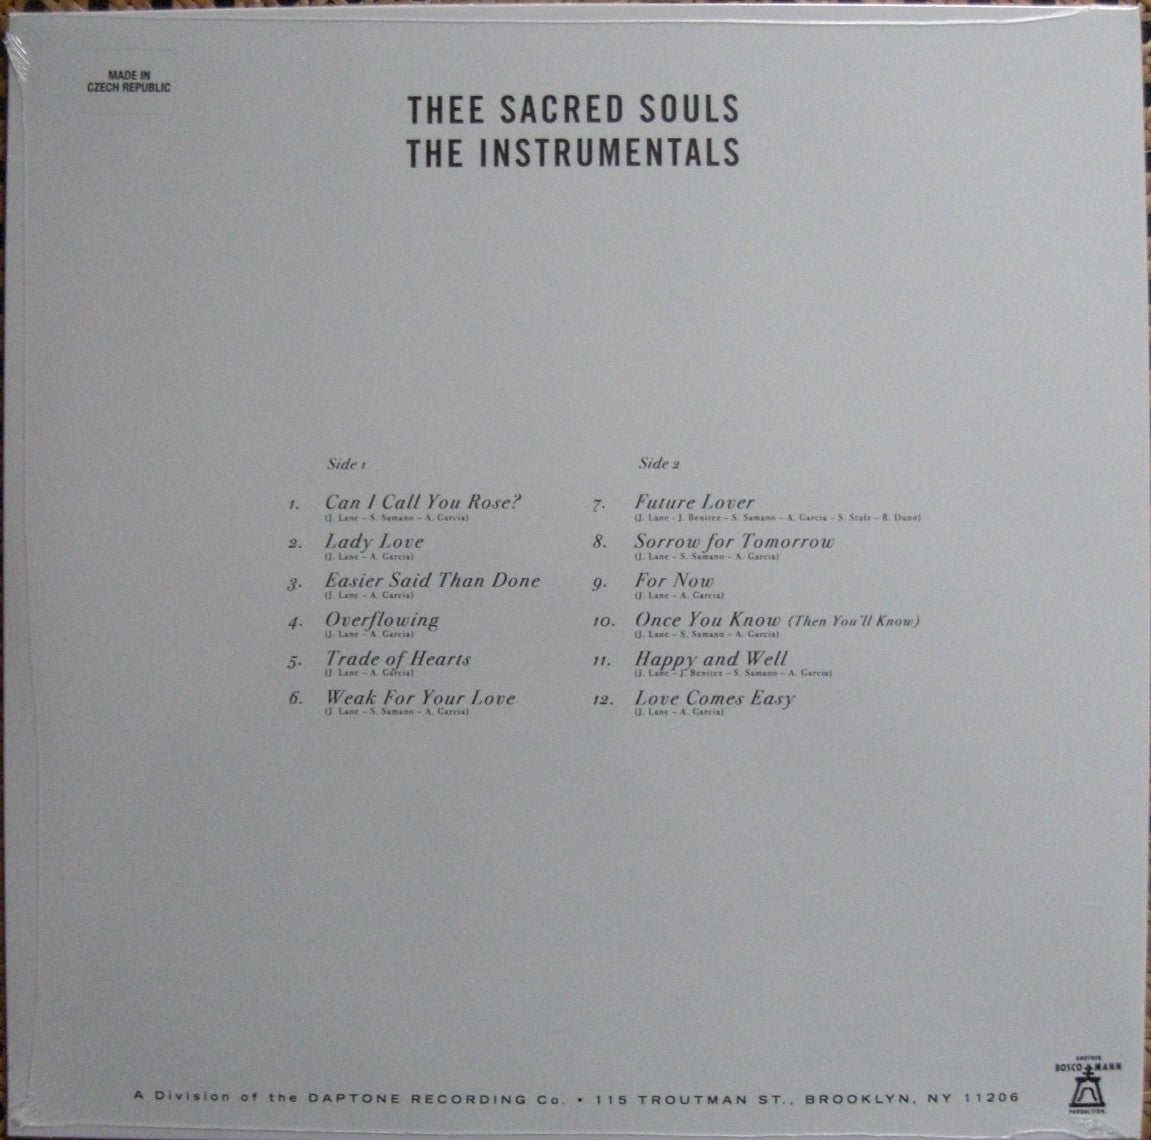 MADE IN
CZECH REPUBLIC
THEE SACRED SOULS
THE INSTRUMENTALS
Side 1
1. Can I Call You Rose?
(J. Lane – S. Samano – A. Garcia)
2. Lady Love
(J. Lane – A. Garcia)
3. Easier Said Than Done
(J. Lane – A. Garcia)
4. Overflowing
(J. Lane – A. Garcia)
5. Trade of Hearts
(J. Lane – A. Garcia)
6. Weak For Your Love
(J. Lane – S. Samano – A. Garcia)
Side 2
7. Future Lover
(J. Lane – J. Benitez – S. Samano – A. Garcia – S. Stolz – R. Dunn)
8. Sorrow for Tomorrow
(J. Lane – S. Samano – A. Garcia)
9. For Now
(J. Lane – A. Garcia)
10. Once You Know (Then You'll Know)
(J. Lane – S. Samano – A. Garcia)
11. Happy and Well
(J. Lane – J. Benitez – S. Samano – A. Garcia)
12. Love Comes Easy
(J. Lane – A. Garcia)
A Division of the DAPTONE RECORDING Co. • 115 TROUTMAN ST., BROOKLYN, NY 11206
ANOTHER
BOSCO MANN
PRODUCTION